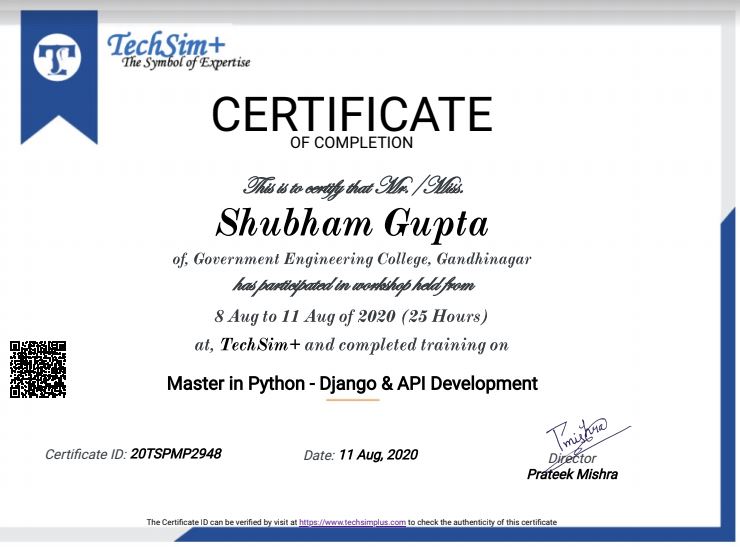 TS
TechSim+
The Symbol of Expertise
CERTIFICATE
OF COMPLETION
This is to certify that Mr. / Miss.
Shubham Gupta
of, Government Engineering College, Gandhinagar
has participated in workshop held from
8 Aug to 11 Aug of 2020 (25 Hours)
at, TechSim+ and completed training on
Master in Python - Django & API Development
Certificate ID: 20TSPMP2948
Date: 11 Aug, 2020
Pmishra
Director
Prateek Mishra
The Certificate ID can be verified by visit at https://www.techsimplus.com to check the authenticity of this certificate